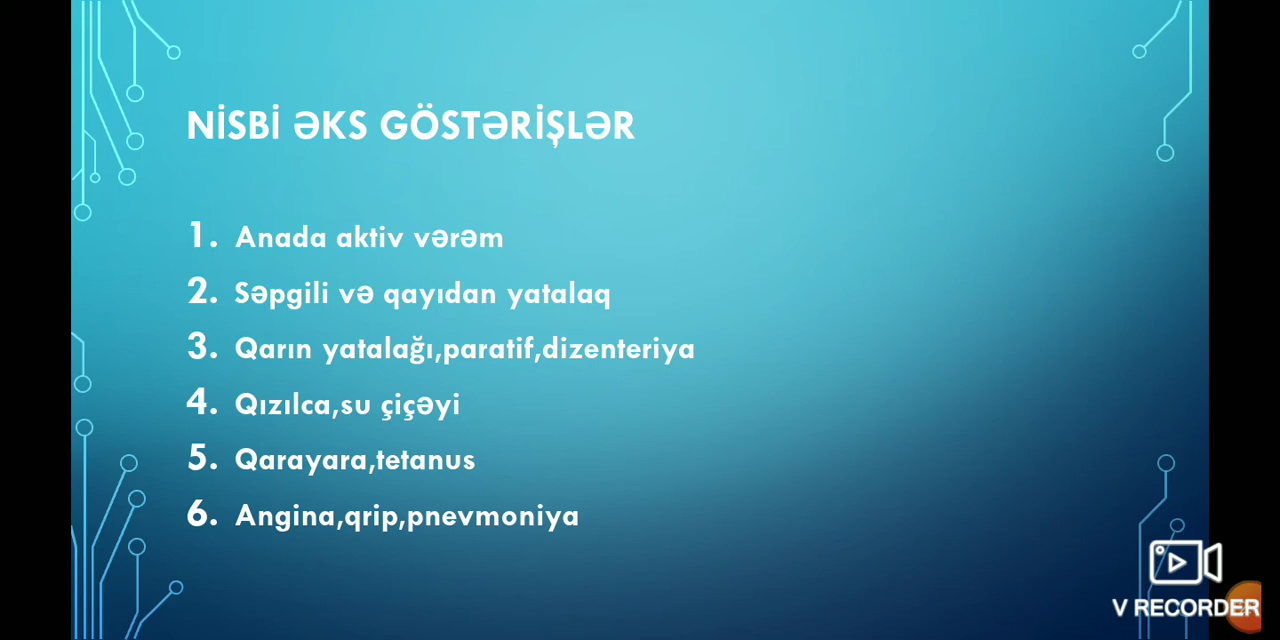 NİSBİ ƏKS GÖSTƏRİŞLƏR
1. Anada aktiv vərəm
2. Səpgili və qayıdan yatalaq
3. Qarın yatalağı,paratif,dizenteriya
4. Qızılca,su çiçəyi
5. Qarayara,tetanus
6. Angina,qrip,pnevmoniya
V RECORDER